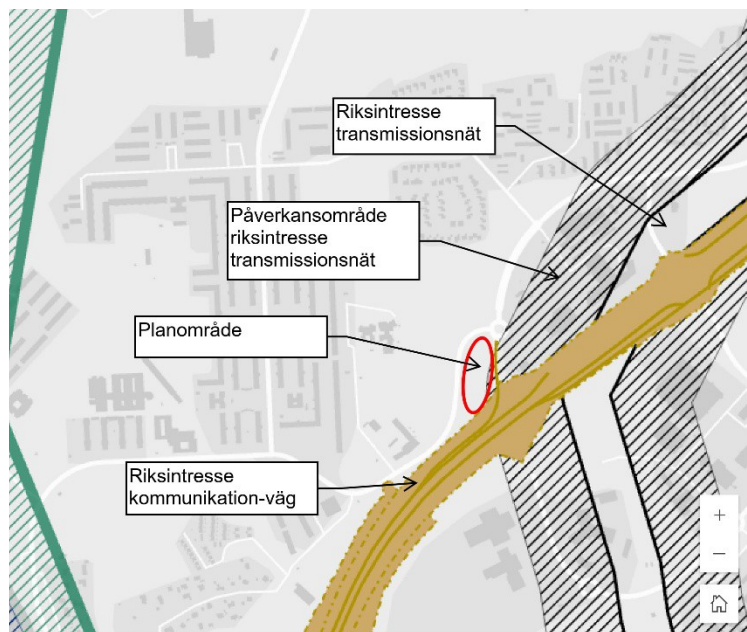 Riksintresse
transmissionsnät
Påverkansområde
riksintresse
transmissionsnät
Planområde
Riksintresse
kommunikation-väg
+
−